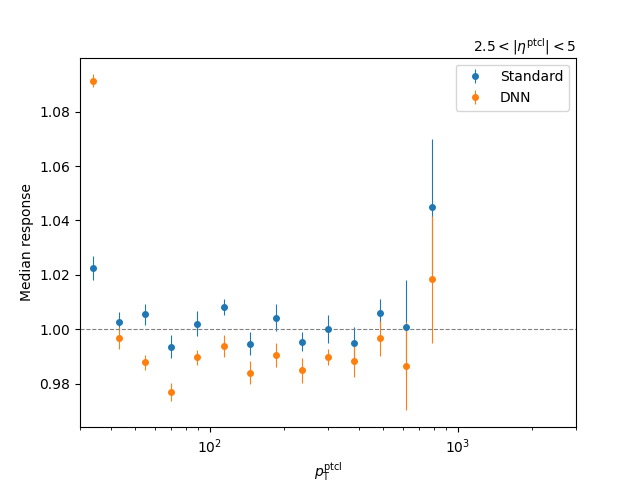 2.5 < |η^ptcl| < 5
Standard
DNN
Median response
1.08
1.06
1.04
1.02
1.00
0.98
10^2
10^3
p_T^ptcl